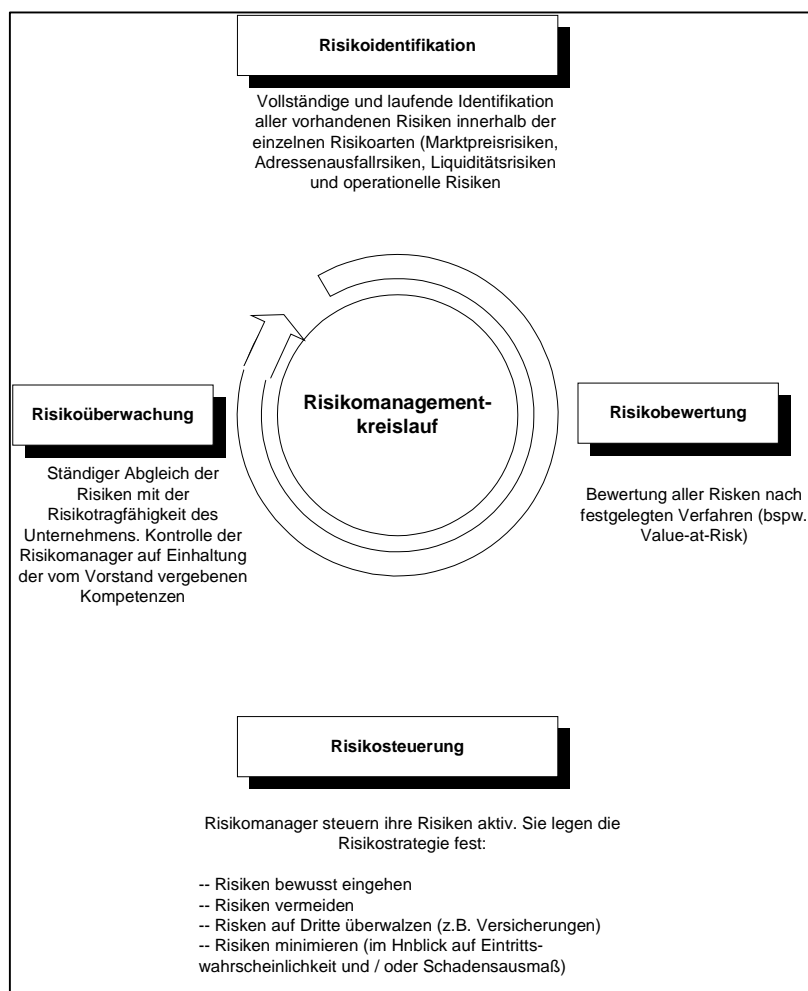 Risikoidentifikation
Vollständige und laufende Identifikation
aller vorhandenen Risiken innerhalb der
einzelnen Risikoarten (Marktpreisrisiken,
Adressenausfallrsiken, Liquiditätsrisiken
und operationelle Risiken
Risikomanagement-
kreislauf
Risikobewertung
Bewertung aller Risken nach
festgelegten Verfahren (bspw.
Value-at-Risk)
Risikosteuerung
Risikomanager steuern ihre Risiken aktiv. Sie legen die
Risikostrategie fest:
-- Risiken bewusst eingehen
-- Risiken vermeiden
-- Risken auf Dritte überwalzen (z.B. Versicherungen)
-- Risiken minimieren (im Hnblick auf Eintritts-
wahrscheinlichkeit und / oder Schadensausmaß)
Risikoüberwachung
Ständiger Abgleich der
Risiken mit der
Risikotragfähigkeit des
Unternehmens. Kontrolle der
Risikomanager auf Einhaltung
der vom Vorstand vergebenen
Kompetenzen